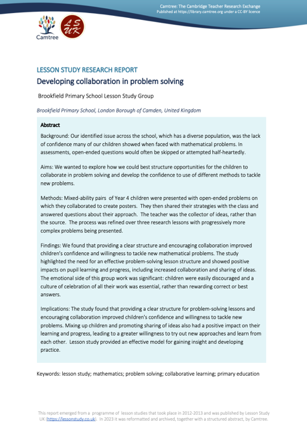 Camtree: The Cambridge Teacher Research Exchange
Published at https://library.camtree.org under a CC-BY licence
Camtree
LS
UK
LESSON STUDY RESEARCH REPORT
Developing collaboration in problem solving
Brookfield Primary School Lesson Study Group
Brookfield Primary School, London Borough of Camden, United Kingdom
Abstract
Background: Our identified issue across the school, which has a diverse population, was the lack
of confidence many of our children showed when faced with mathematical problems. In
assessments, open-ended questions would often be skipped or attempted half-heartedly.
Aims: We wanted to explore how we could best structure opportunities for the children to
collaborate in problem solving and develop the confidence to use different methods to tackle
new problems.
Methods: Mixed-ability pairs of Year 4 children were presented with open-ended problems on
which they collaborated to create posters. They then shared their strategies with the class and
answered questions about their approach. The teacher was the collector of ideas, rather than
the source. The process was refined over three research lessons with progressively more
complex problems being presented.
Findings: We found that providing a clear structure and encouraging collaboration improved
children's confidence and willingness to tackle new mathematical problems. The study
highlighted the need for an effective problem-solving lesson structure and showed positive
impacts on pupil learning and progress, including increased collaboration and sharing of ideas.
The emotional side of this group work was significant: children were easily discouraged and a
culture of celebration of all their work was essential, rather than rewarding correct or best
answers.
Implications: The study found that providing a clear structure for problem-solving lessons and
encouraging collaboration improved children's confidence and willingness to tackle new
problems. Mixing up children and promoting sharing of ideas also had a positive impact on their
learning and progress, leading to a greater willingness to try out new approaches and learn from
each other. Lesson study provided an effective model for gaining insight and developing
practice.
Keywords: lesson study; mathematics; problem solving; collaborative learning; primary education
This report emerged from a programme of lesson studies that took place in 2012-2013 and was published by Lesson Study
UK (https://lessonstudy.co.uk). In 2023 it was reformatted and archived, together with a structured abstract, by Camtree